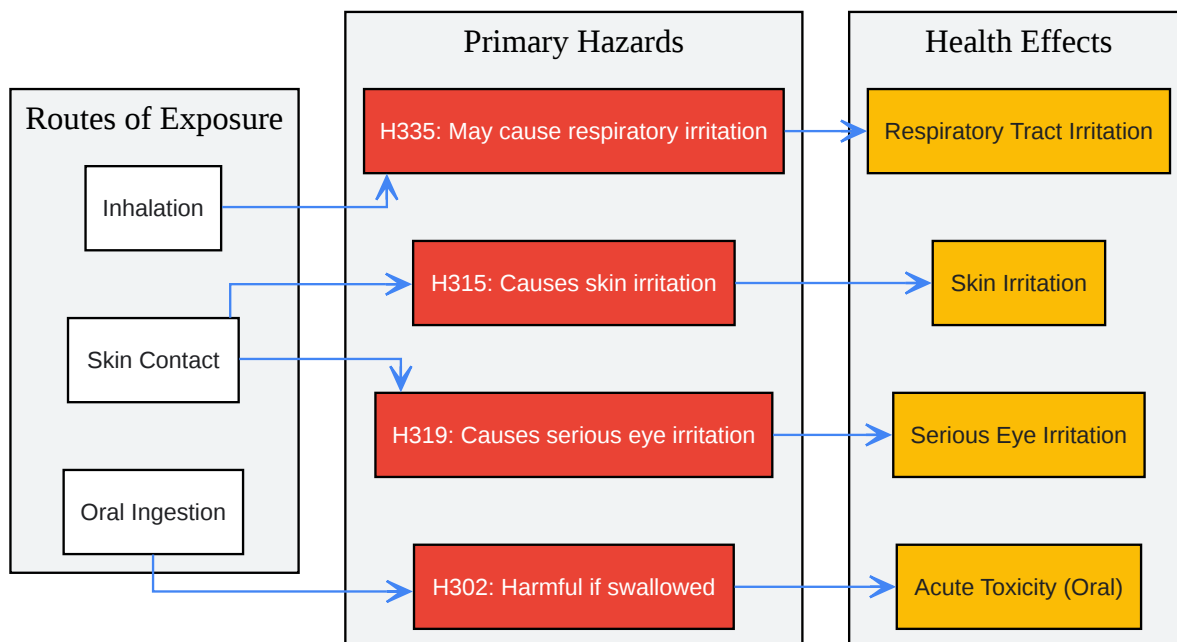 Routes of Exposure
Inhalation
Skin Contact
Oral Ingestion
Primary Hazards
H335: May cause respiratory irritation
H315: Causes skin irritation
H319: Causes serious eye irritation
H302: Harmful if swallowed
Health Effects
Respiratory Tract Irritation
Skin Irritation
Serious Eye Irritation
Acute Toxicity (Oral)